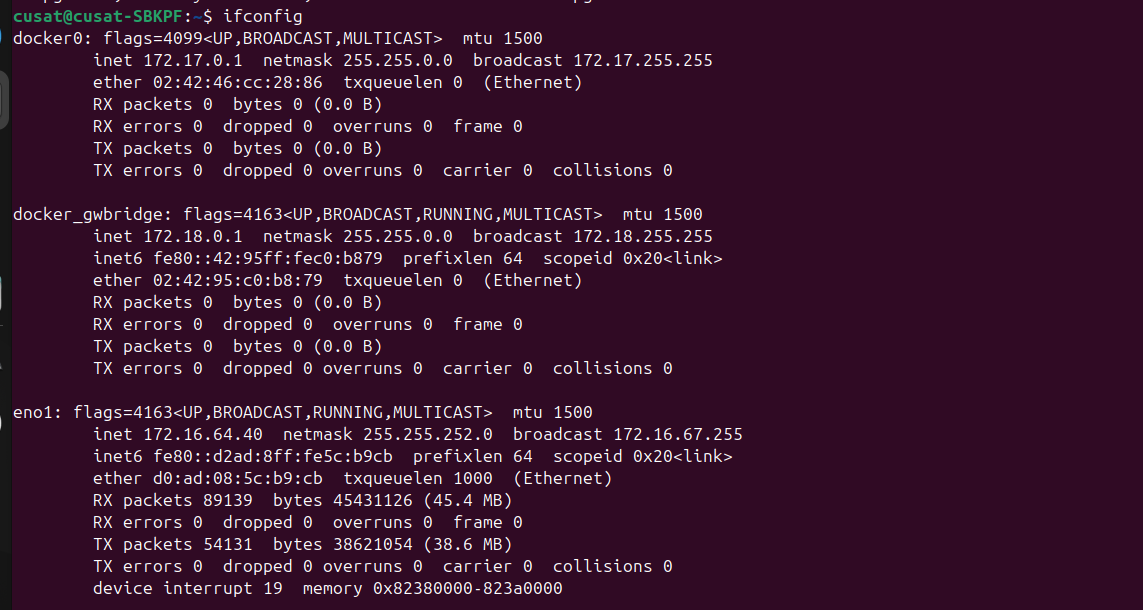 cusat@cusat-SBKPF:~$ ifconfig
docker0: flags=4099<UP,BROADCAST,MULTICAST>  mtu 1500
        inet 172.17.0.1  netmask 255.255.0.0  broadcast 172.17.255.255
        ether 02:42:46:cc:28:86  txqueuelen 0  (Ethernet)
        RX packets 0  bytes 0 (0.0 B)
        RX errors 0  dropped 0  overruns 0  frame 0
        TX packets 0  bytes 0 (0.0 B)
        TX errors 0  dropped 0 overruns 0  carrier 0  collisions 0

docker_gwbridge: flags=4163<UP,BROADCAST,RUNNING,MULTICAST>  mtu 1500
        inet 172.18.0.1  netmask 255.255.0.0  broadcast 172.18.255.255
        inet6 fe80::42:95ff:fec0:b879  prefixlen 64  scopeid 0x20<link>
        ether 02:42:95:c0:b8:79  txqueuelen 0  (Ethernet)
        RX packets 0  bytes 0 (0.0 B)
        RX errors 0  dropped 0  overruns 0  frame 0
        TX packets 0  bytes 0 (0.0 B)
        TX errors 0  dropped 0 overruns 0  carrier 0  collisions 0

eno1: flags=4163<UP,BROADCAST,RUNNING,MULTICAST>  mtu 1500
        inet 172.16.64.40  netmask 255.255.252.0  broadcast 172.16.67.255
        inet6 fe80::d2ad:8ff:fe5c:b9cb  prefixlen 64  scopeid 0x20<link>
        ether d0:ad:08:5c:b9:cb  txqueuelen 1000  (Ethernet)
        RX packets 89139  bytes 45431126 (45.4 MB)
        RX errors 0  dropped 0  overruns 0  frame 0
        TX packets 54131  bytes 38621054 (38.6 MB)
        TX errors 0  dropped 0 overruns 0  carrier 0  collisions 0
        device interrupt 19  memory 0x82380000-823a0000